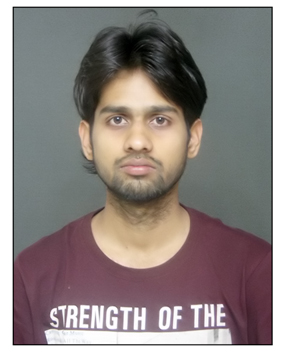 STRENGTH OF THE